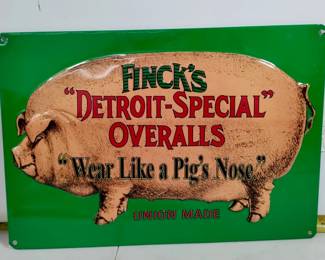 FINCK'S
"DETROIT-SPECIAL"
OVERALLS
"Wear Like a Pig's Nose."
UNION MADE